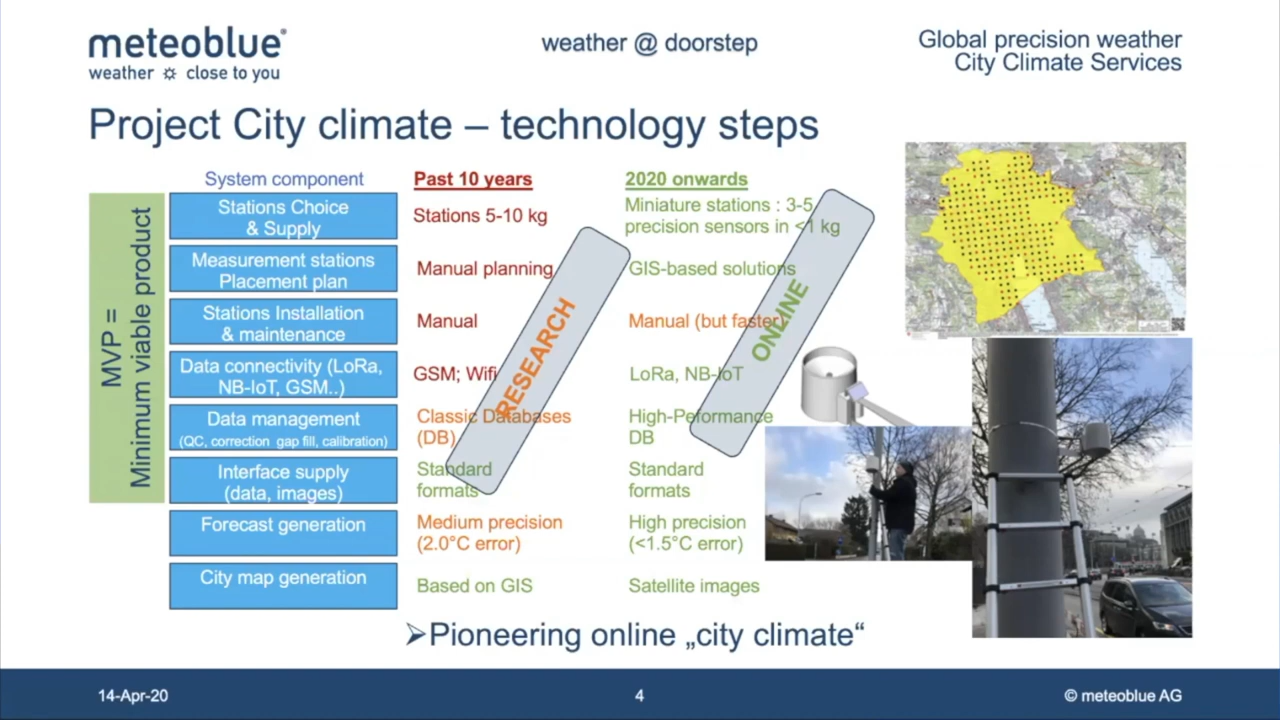 meteoblue®
weather ☼ close to you
weather @ doorstep
Global precision weather
City Climate Services
Project City climate – technology steps
System component
Past 10 years
2020 onwards
MVP =
Minimum viable product
Stations Choice
& Supply
Stations 5-10 kg
Miniature stations : 3-5
precision sensors in <1 kg
Measurement stations
Placement plan
Manual planning
GIS-based solutions
Stations Installation
& maintenance
Manual
Manual (but faster)
Data connectivity (LoRa,
NB-IoT, GSM..)
GSM; Wifi
LoRa, NB-IoT
Data management
(QC, correction gap fill, calibration)
Classic Databases
(DB)
High-Peformance
DB
Interface supply
(data, images)
Standard
formats
Standard
formats
Forecast generation
Medium precision
(2.0°C error)
High precision
(<1.5°C error)
City map generation
Based on GIS
Satellite images
RESEARCH
ONLINE
➢Pioneering online „city climate“
14-Apr-20
4
© meteoblue AG